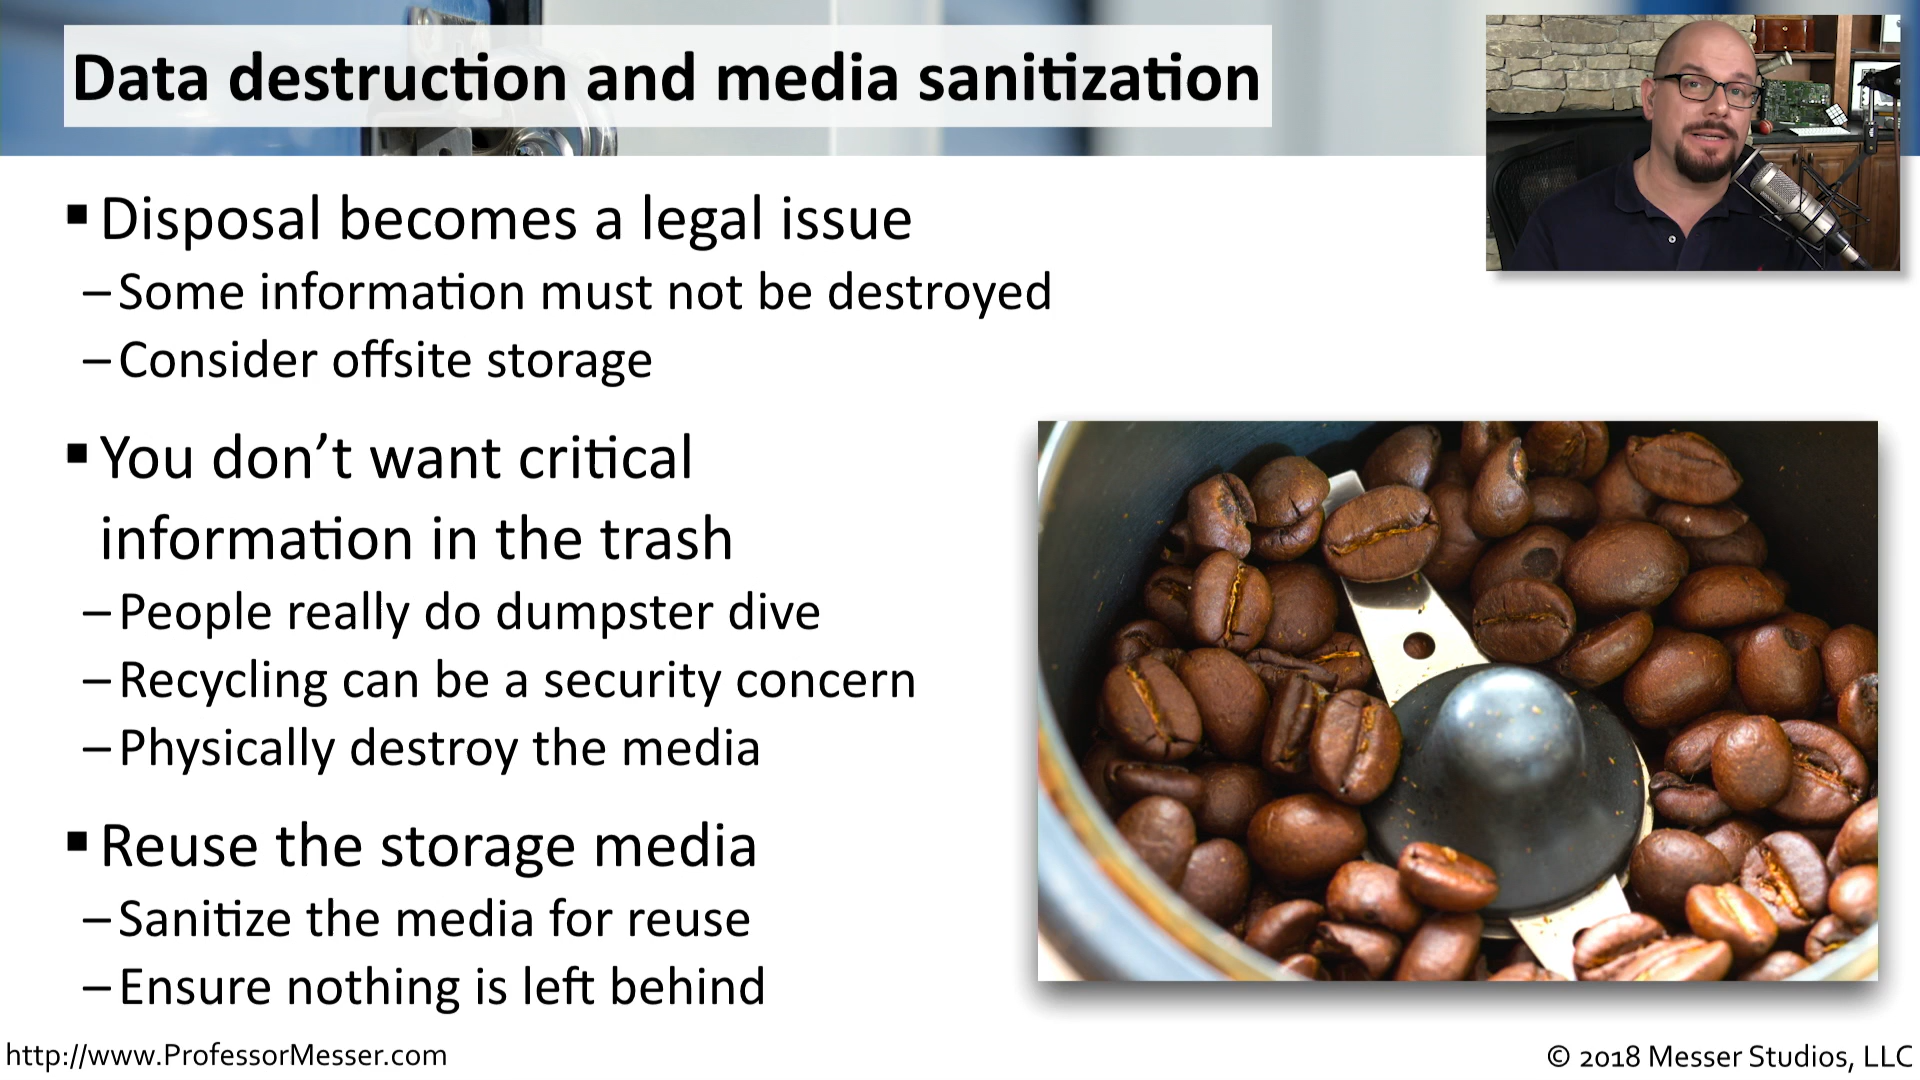 Data destruction and media sanitization
▪ Disposal becomes a legal issue
– Some information must not be destroyed
– Consider offsite storage
▪ You don’t want critical
information in the trash
– People really do dumpster dive
– Recycling can be a security concern
– Physically destroy the media
▪ Reuse the storage media
– Sanitize the media for reuse
– Ensure nothing is left behind
http://www.ProfessorMesser.com
© 2018 Messer Studios, LLC